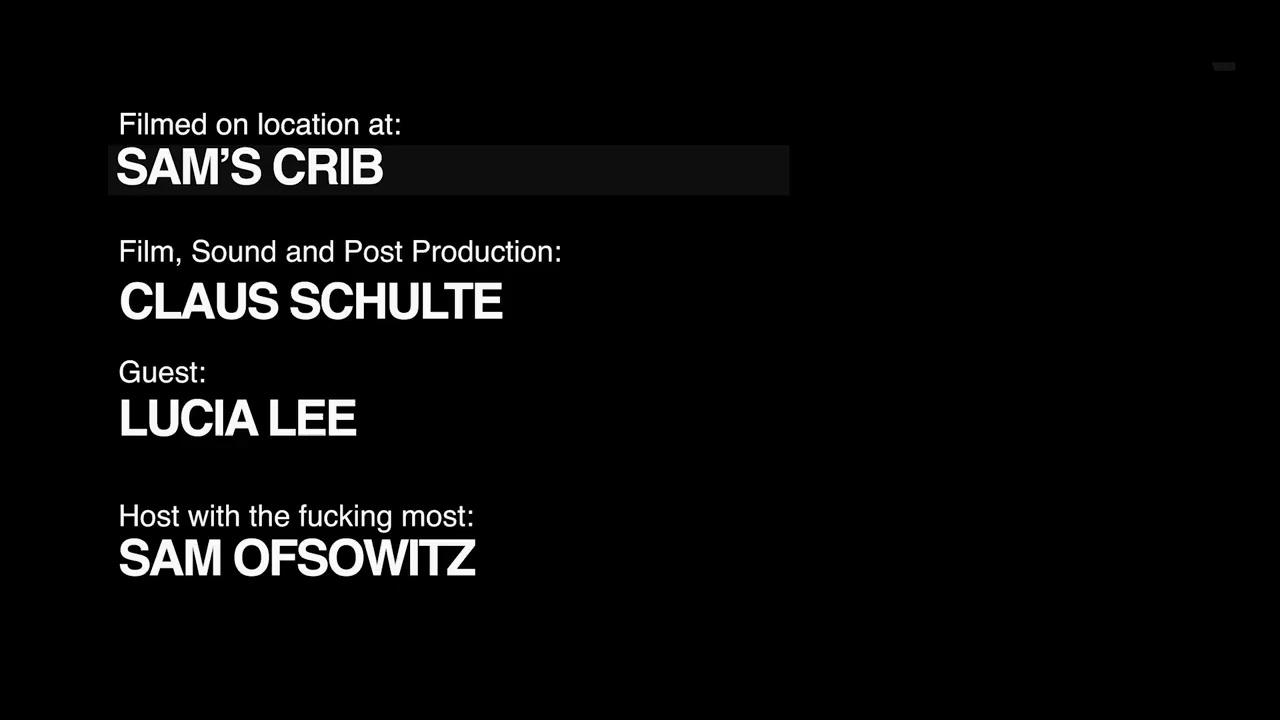 Filmed on location at:
SAM’S CRIB
Film, Sound and Post Production:
CLAUS SCHULTE
Guest:
LUCIA LEE
Host with the fucking most:
SAM OFSOWITZ